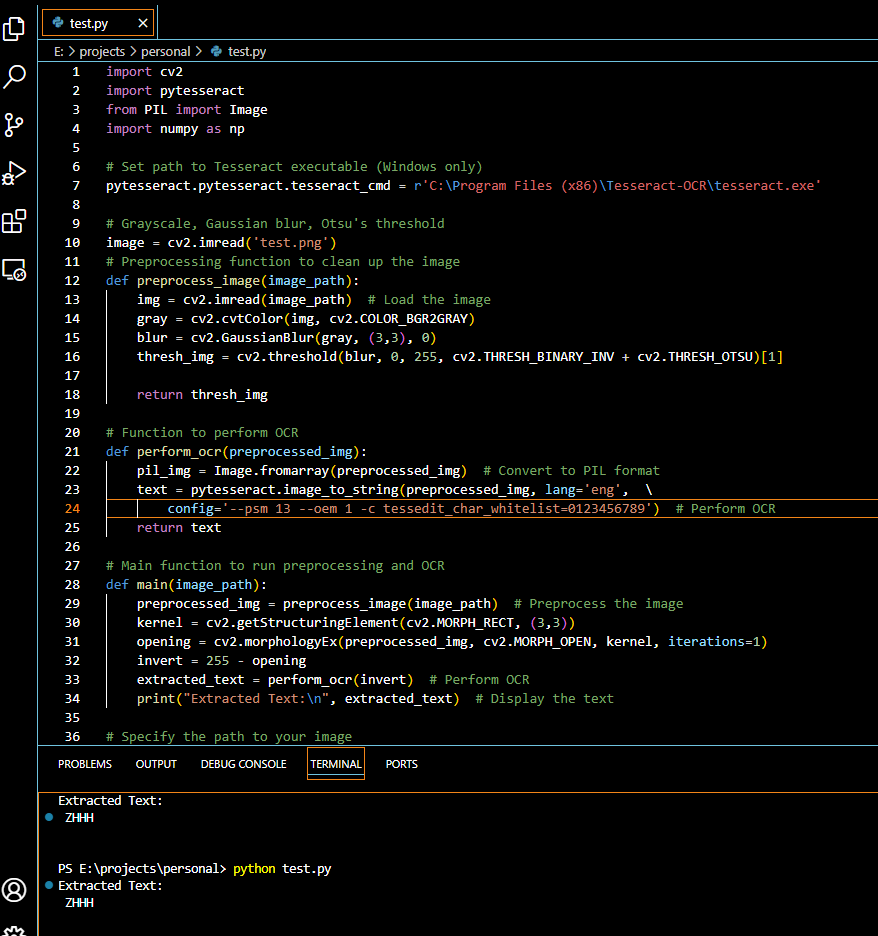 test.py
E: > projects > personal > test.py
1 import cv2
2 import pytesseract
3 from PIL import Image
4 import numpy as np
5
6 # Set path to Tesseract executable (Windows only)
7 pytesseract.pytesseract.tesseract_cmd = r'C:\Program Files (x86)\Tesseract-OCR\tesseract.exe'
8
9 # Grayscale, Gaussian blur, Otsu's threshold
10 image = cv2.imread('test.png')
11 # Preprocessing function to clean up the image
12 def preprocess_image(image_path):
13     img = cv2.imread(image_path)  # Load the image
14     gray = cv2.cvtColor(img, cv2.COLOR_BGR2GRAY)
15     blur = cv2.GaussianBlur(gray, (3,3), 0)
16     thresh_img = cv2.threshold(blur, 0, 255, cv2.THRESH_BINARY_INV + cv2.THRESH_OTSU)[1]
17
18     return thresh_img
19
20 # Function to perform OCR
21 def perform_ocr(preprocessed_img):
22     pil_img = Image.fromarray(preprocessed_img)  # Convert to PIL format
23     text = pytesseract.image_to_string(preprocessed_img, lang='eng',  \
24         config='--psm 13 --oem 1 -c tessedit_char_whitelist=0123456789')  # Perform OCR
25     return text
26
27 # Main function to run preprocessing and OCR
28 def main(image_path):
29     preprocessed_img = preprocess_image(image_path)  # Preprocess the image
30     kernel = cv2.getStructuringElement(cv2.MORPH_RECT, (3,3))
31     opening = cv2.morphologyEx(preprocessed_img, cv2.MORPH_OPEN, kernel, iterations=1)
32     invert = 255 - opening
33     extracted_text = perform_ocr(invert)  # Perform OCR
34     print("Extracted Text:\n", extracted_text)  # Display the text
35
36 # Specify the path to your image
PROBLEMS OUTPUT DEBUG CONSOLE TERMINAL PORTS
Extracted Text:
ZHHH
PS E:\projects\personal> python test.py
Extracted Text:
ZHHH